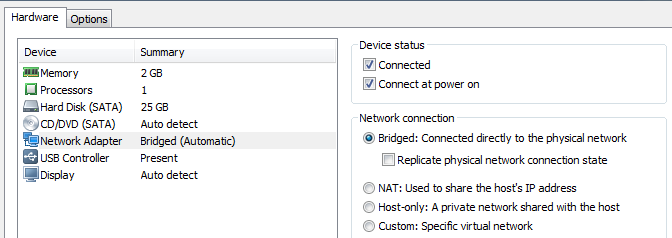 Hardware Options
Device Summary
Memory 2 GB
Processors 1
Hard Disk (SATA) 25 GB
CD/DVD (SATA) Auto detect
Network Adapter Bridged (Automatic)
USB Controller Present
Display Auto detect
Device status
Connected
Connect at power on
Network connection
Bridged: Connected directly to the physical network
Replicate physical network connection state
NAT: Used to share the host's IP address
Host-only: A private network shared with the host
Custom: Specific virtual network